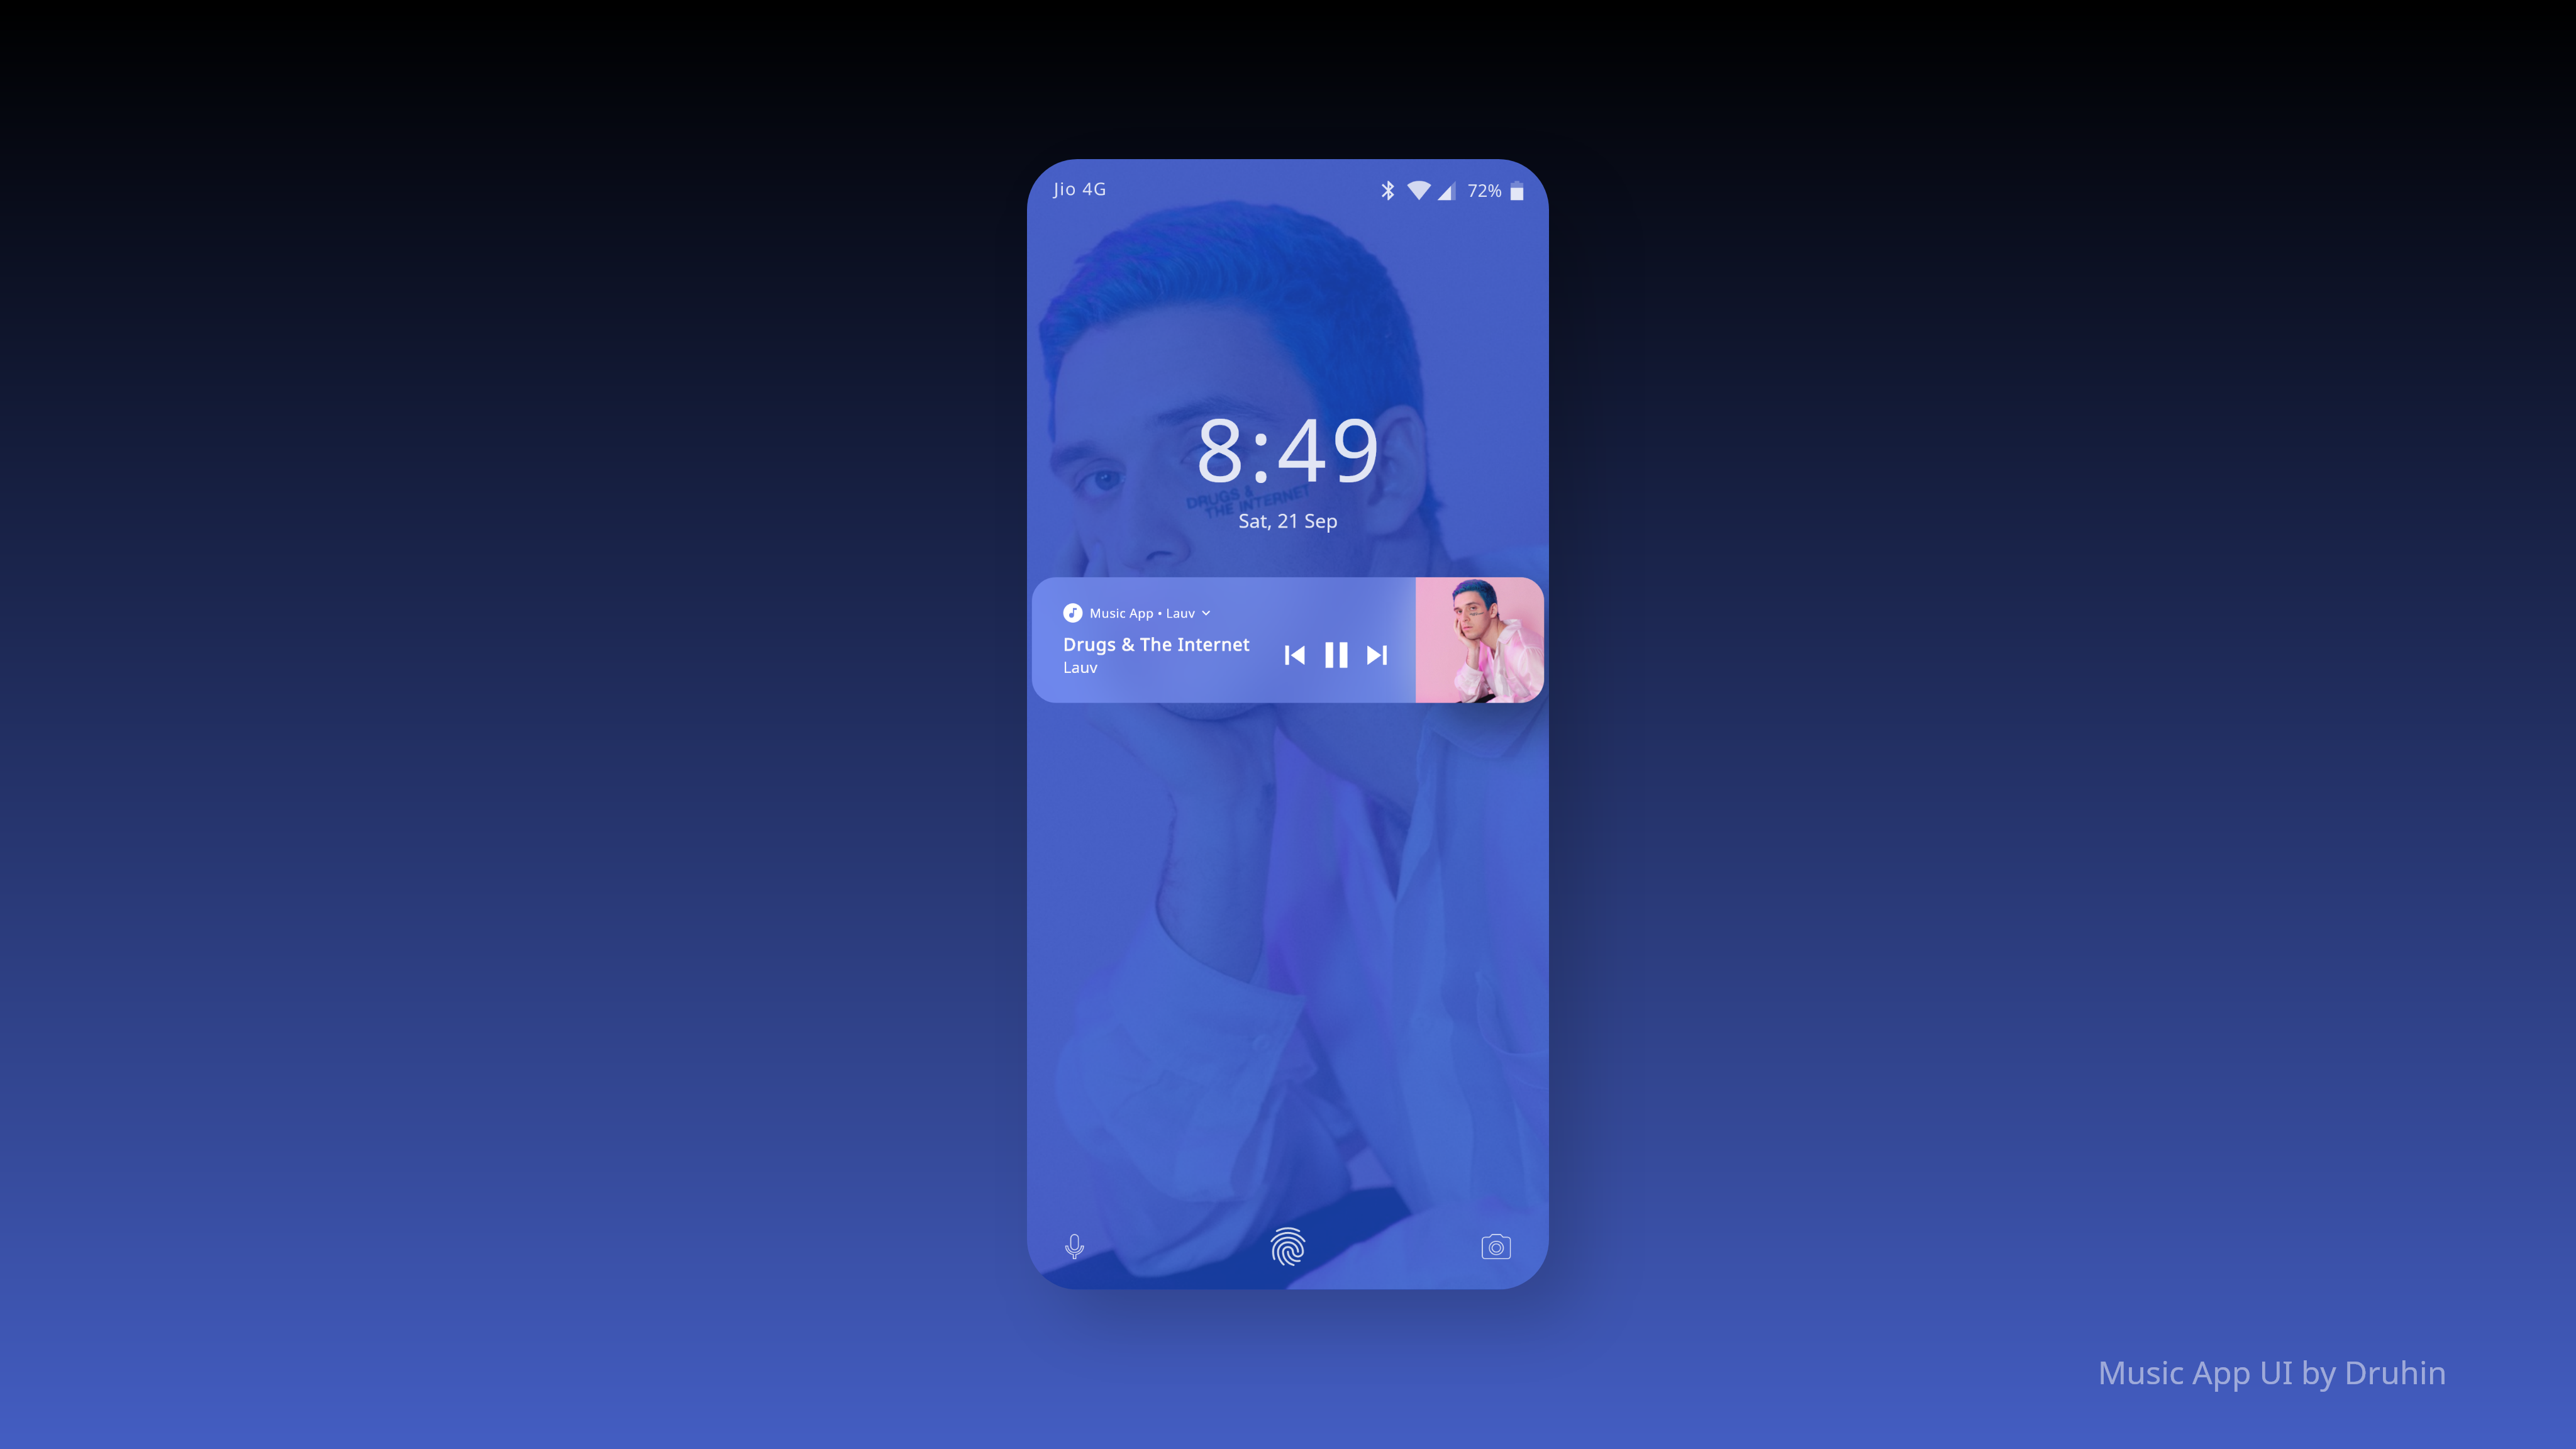 Jio 4G
72%
8:49
DRUGS &
THE INTERNET
Sat, 21 Sep
Music App • Lauv
Drugs & The Internet
Lauv
Music App UI by Druhin